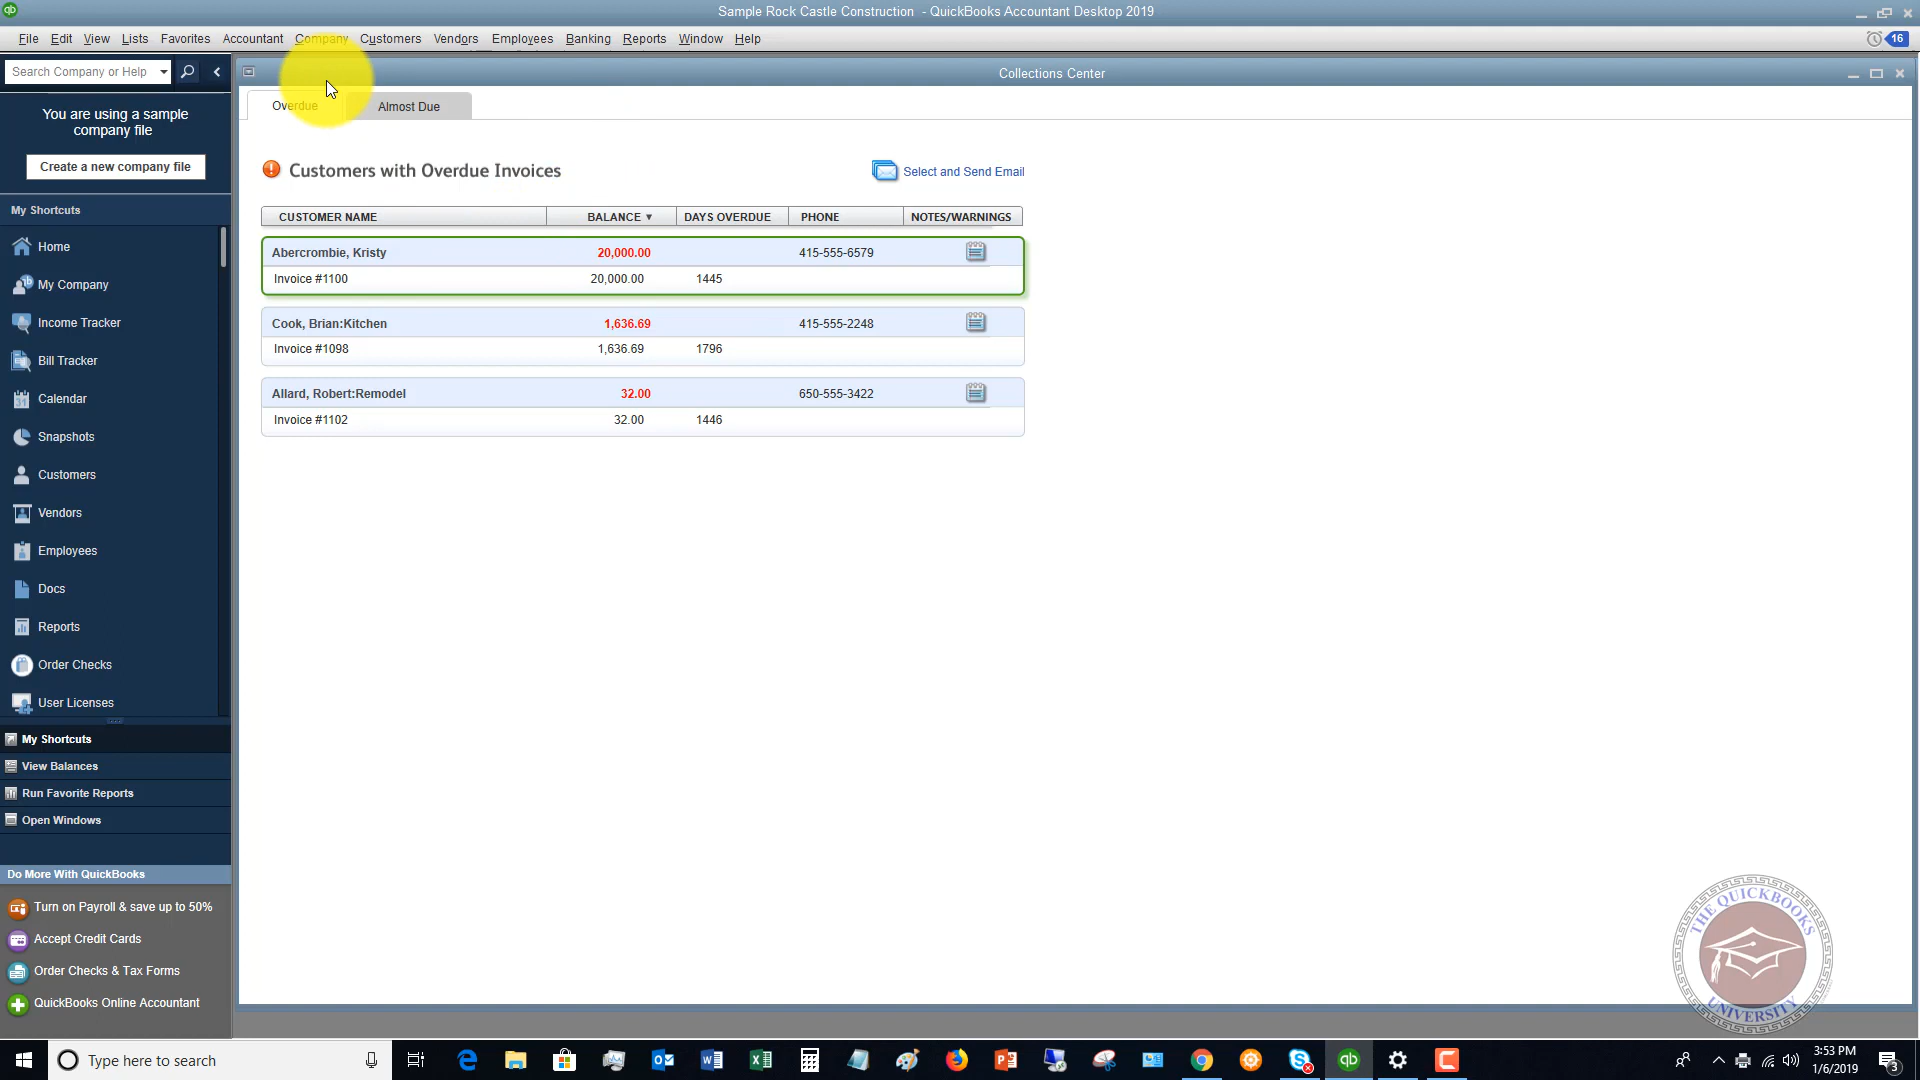 Sample Rock Castle Construction - QuickBooks Accountant Desktop 2019
File Edit View Lists Favorites Accountant Company Customers Vendors Employees Banking Reports Window Help
16
Search Company or Help
Collections Center
Overdue
Almost Due
You are using a sample
company file
Create a new company file
Customers with Overdue Invoices
Select and Send Email
CUSTOMER NAME BALANCE DAYS OVERDUE PHONE NOTES/WARNINGS
Abercrombie, Kristy 20,000.00 415-555-6579
Invoice #1100 20,000.00 1445
Cook, Brian:Kitchen 1,636.69 415-555-2248
Invoice #1098 1,636.69 1796
Allard, Robert:Remodel 32.00 650-555-3422
Invoice #1102 32.00 1446
My Shortcuts
Home
My Company
Income Tracker
Bill Tracker
Calendar
Snapshots
Customers
Vendors
Employees
Docs
Reports
Order Checks
User Licenses
My Shortcuts
View Balances
Run Favorite Reports
Open Windows
Do More With QuickBooks
Turn on Payroll & save up to 50%
Accept Credit Cards
Order Checks & Tax Forms
QuickBooks Online Accountant
THE QUICKBOOKS
UNIVERSITY
Type here to search
3:53 PM
1/6/2019
3